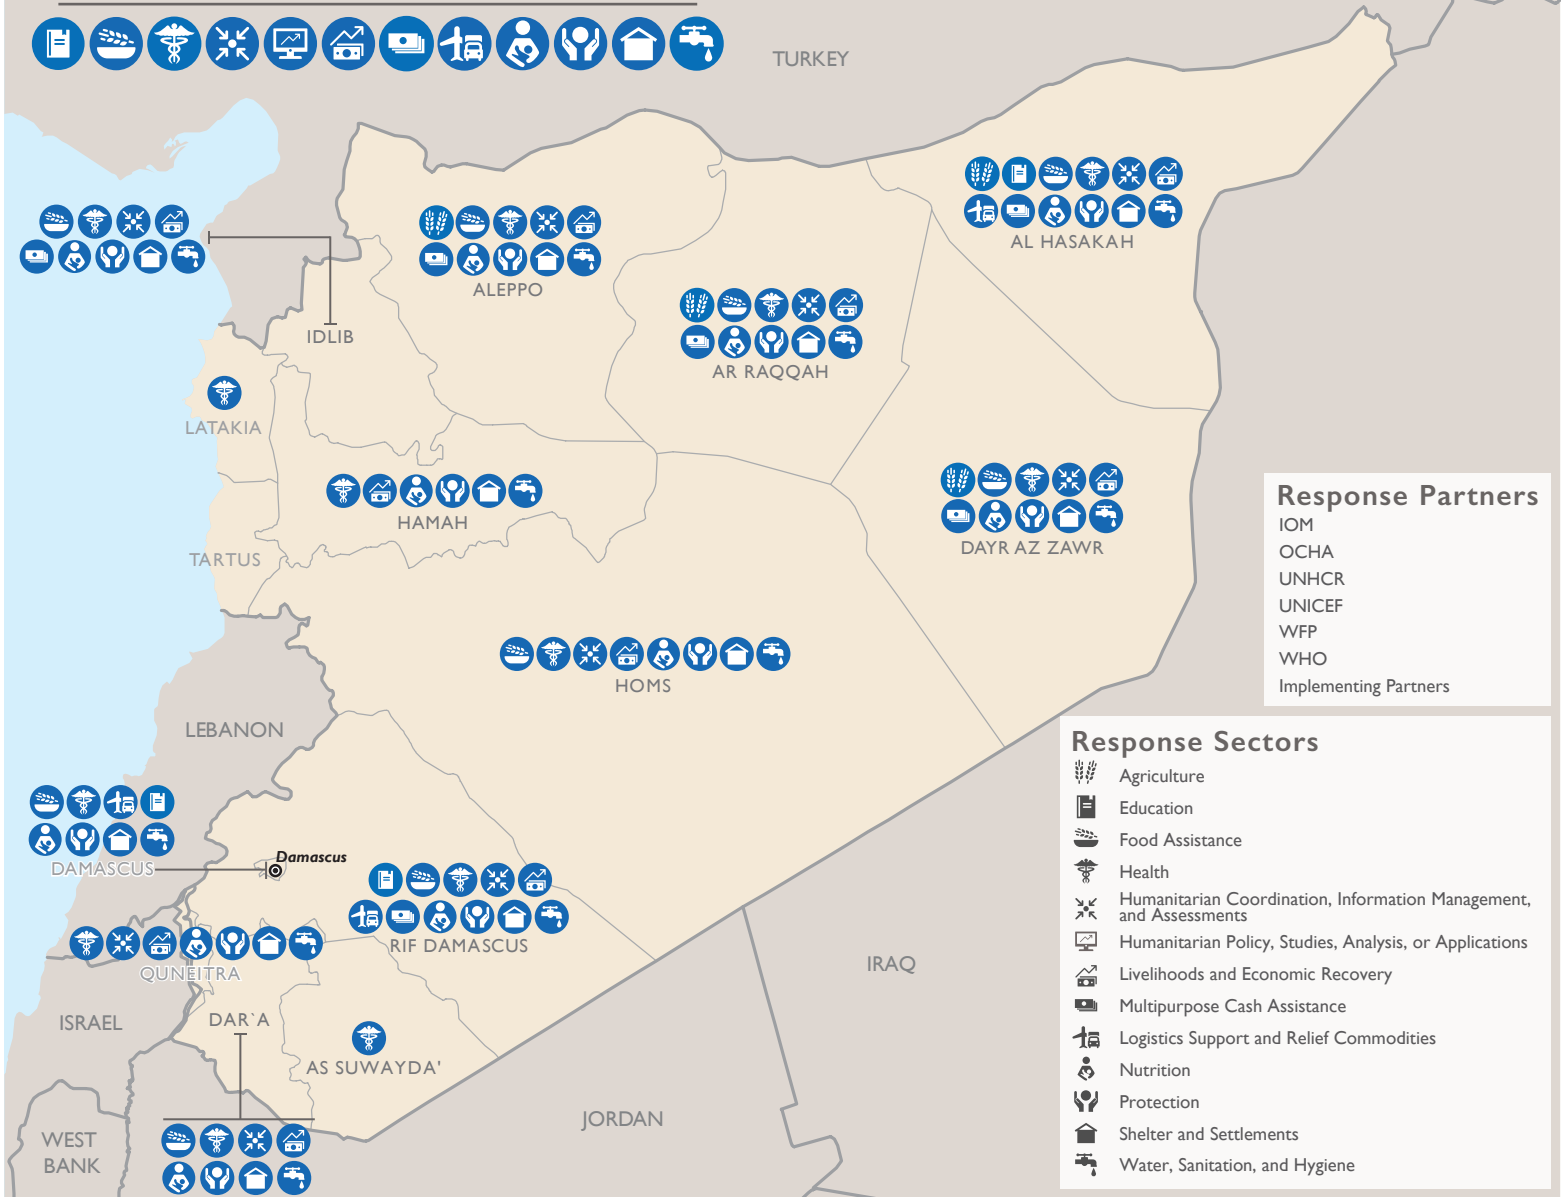 TURKEY
AL HASAKAH
ALEPPO
IDLIB
AR RAQQAH
LATAKIA
HAMAH
DAYR AZ ZAWR
TARTUS
HOMS
LEBANON
Damascus
DAMASCUS
RIF DAMASCUS
QUNEITRA
IRAQ
ISRAEL
DAR`A
AS SUWAYDA'
JORDAN
WEST
BANK
Response Partners
IOM
OCHA
UNHCR
UNICEF
WFP
WHO
Implementing Partners
Response Sectors
Agriculture
Education
Food Assistance
Health
Humanitarian Coordination, Information Management,
and Assessments
Humanitarian Policy, Studies, Analysis, or Applications
Livelihoods and Economic Recovery
Multipurpose Cash Assistance
Logistics Support and Relief Commodities
Nutrition
Protection
Shelter and Settlements
Water, Sanitation, and Hygiene